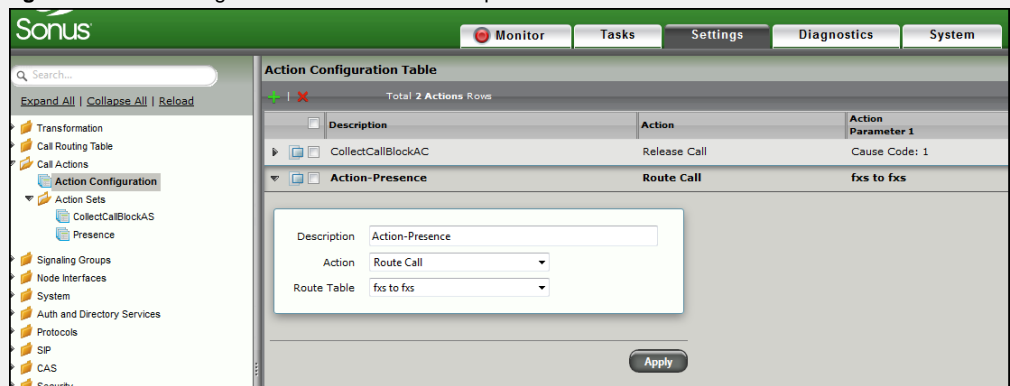 Sonus
Monitor Tasks Settings Diagnostics System
Search...
Expand All | Collapse All | Reload
Transformation
Call Routing Table
Call Actions
Action Configuration
Action Sets
CollectCallBlockAS
Presence
Signaling Groups
Node Interfaces
System
Auth and Directory Services
Protocols
SIP
CAS
Security
Action Configuration Table
Total 2 Actions Rows
Description Action Action Parameter 1
CollectCallBlockAC Release Call Cause Code: 1
Action-Presence Route Call fxs to fxs
Description Action-Presence
Action Route Call
Route Table fxs to fxs
Apply